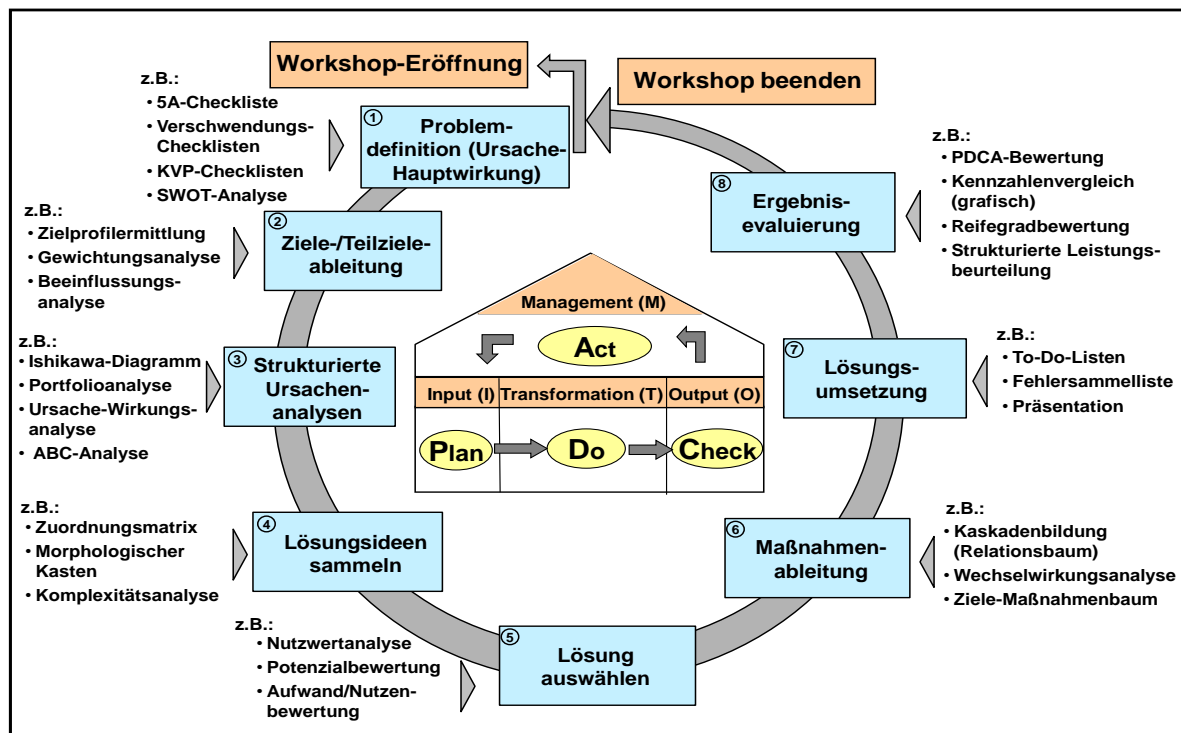 Workshop-Eröffnung
Workshop beenden
z.B.:
• 5A-Checkliste
• Verschwendungs-
Checklisten
• KVP-Checklisten
• SWOT-Analyse
1
Problem-
definition (Ursache-
Hauptwirkung)
z.B.:
• Zielprofilermittlung
• Gewichtungsanalyse
• Beeinflussungs-
analyse
2
Ziele-/Teilziele-
ableitung
z.B.:
• Ishikawa-Diagramm
• Portfolioanalyse
• Ursache-Wirkungs-
analyse
• ABC-Analyse
3
Strukturierte
Ursachen-
analysen
z.B.:
• Zuordnungsmatrix
• Morphologischer
Kasten
• Komplexitätsanalyse
4
Lösungsideen
sammeln
z.B.:
• Nutzwertanalyse
• Potenzialbewertung
• Aufwand/Nutzen-
bewertung
5
Lösung
auswählen
6
Maßnahmen-
ableitung
z.B.:
• Kaskadenbildung
(Relationsbaum)
• Wechselwirkungsanalyse
• Ziele-Maßnahmenbaum
7
Lösungs-
umsetzung
z.B.:
• To-Do-Listen
• Fehlersammelliste
• Präsentation
8
Ergebnis-
evaluierung
z.B.:
• PDCA-Bewertung
• Kennzahlenvergleich
(grafisch)
• Reifegradbewertung
• Strukturierte Leistungs-
beurteilung
Management (M)
Act
Input (I) Transformation (T) Output (O)
Plan Do Check